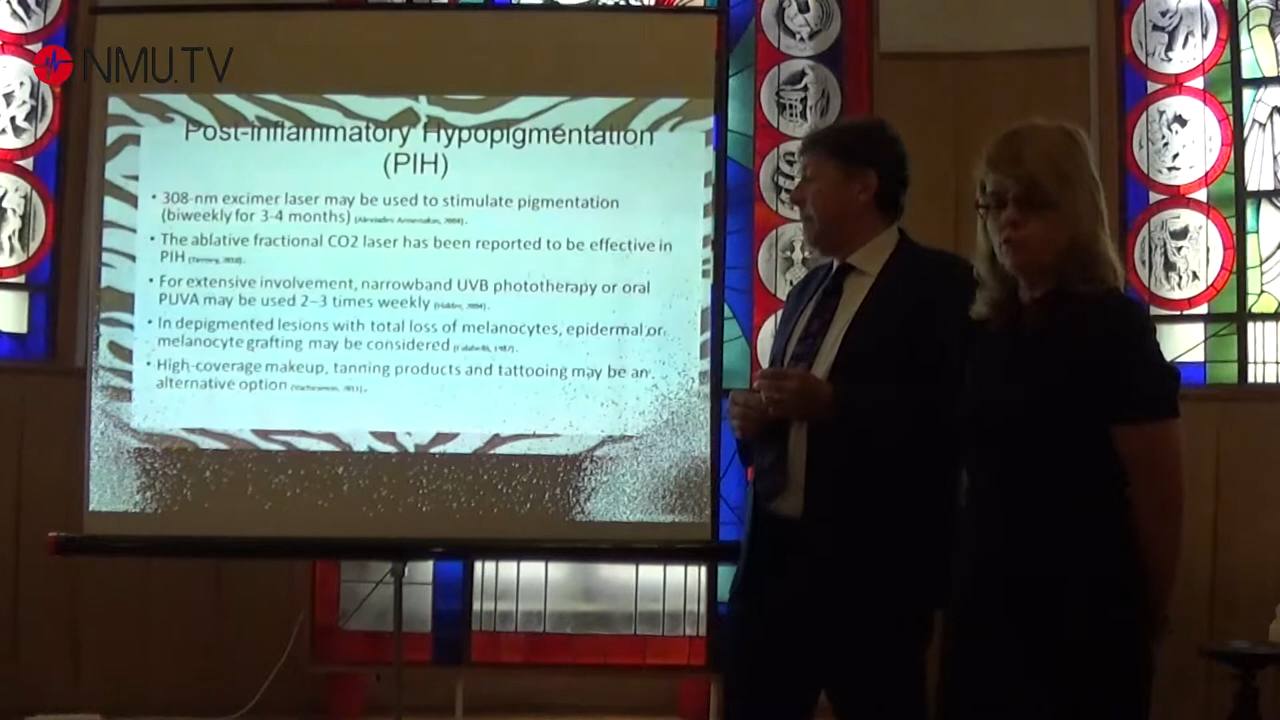 NMU.TV
Post-inflammatory Hypopigmentation
(PIH)
• 308-nm excimer laser may be used to stimulate pigmentation
(biweekly for 3-4 months)
• The ablative fractional CO2 laser has been reported to be effective in
PIH
• For extensive involvement, narrowband UVB phototherapy or oral
PUVA may be used 2–3 times weekly
• In depigmented lesions with total loss of melanocytes, epidermal or
melanocyte grafting may be considered
• High-coverage makeup, tanning products and tattooing may be an
alternative option